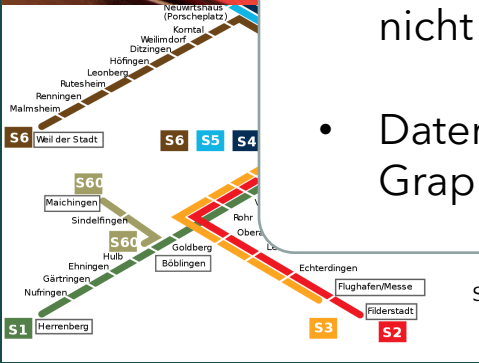 Neuwirtshaus
(Porscheplatz)
Korntal
Weilimdorf
Ditzingen
Höfingen
Leonberg
Rutesheim
Renningen
Malmsheim
S6
Weil der Stadt
S6 S5 S4
nicht
• Daten
Grap
S60
Maichingen
Sindelfingen
S60
Hulb
Ehningen
Gärtringen
Nufringen
S1
Herrenberg
Goldberg
Böblingen
Rohr
Obera
Echterdingen
Flughafen/Messe
Filderstadt
S3
S2